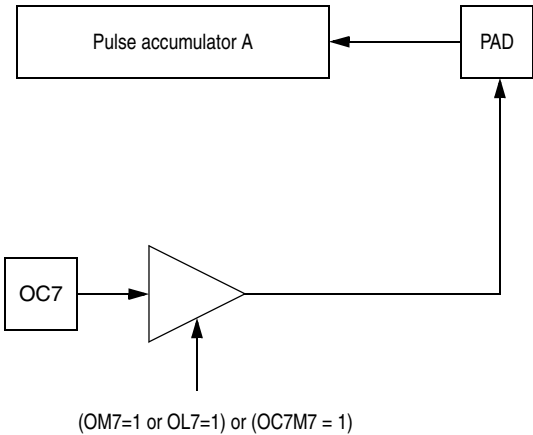 Pulse accumulator A
PAD
OC7
(OM7=1 or OL7=1) or (OC7M7 = 1)